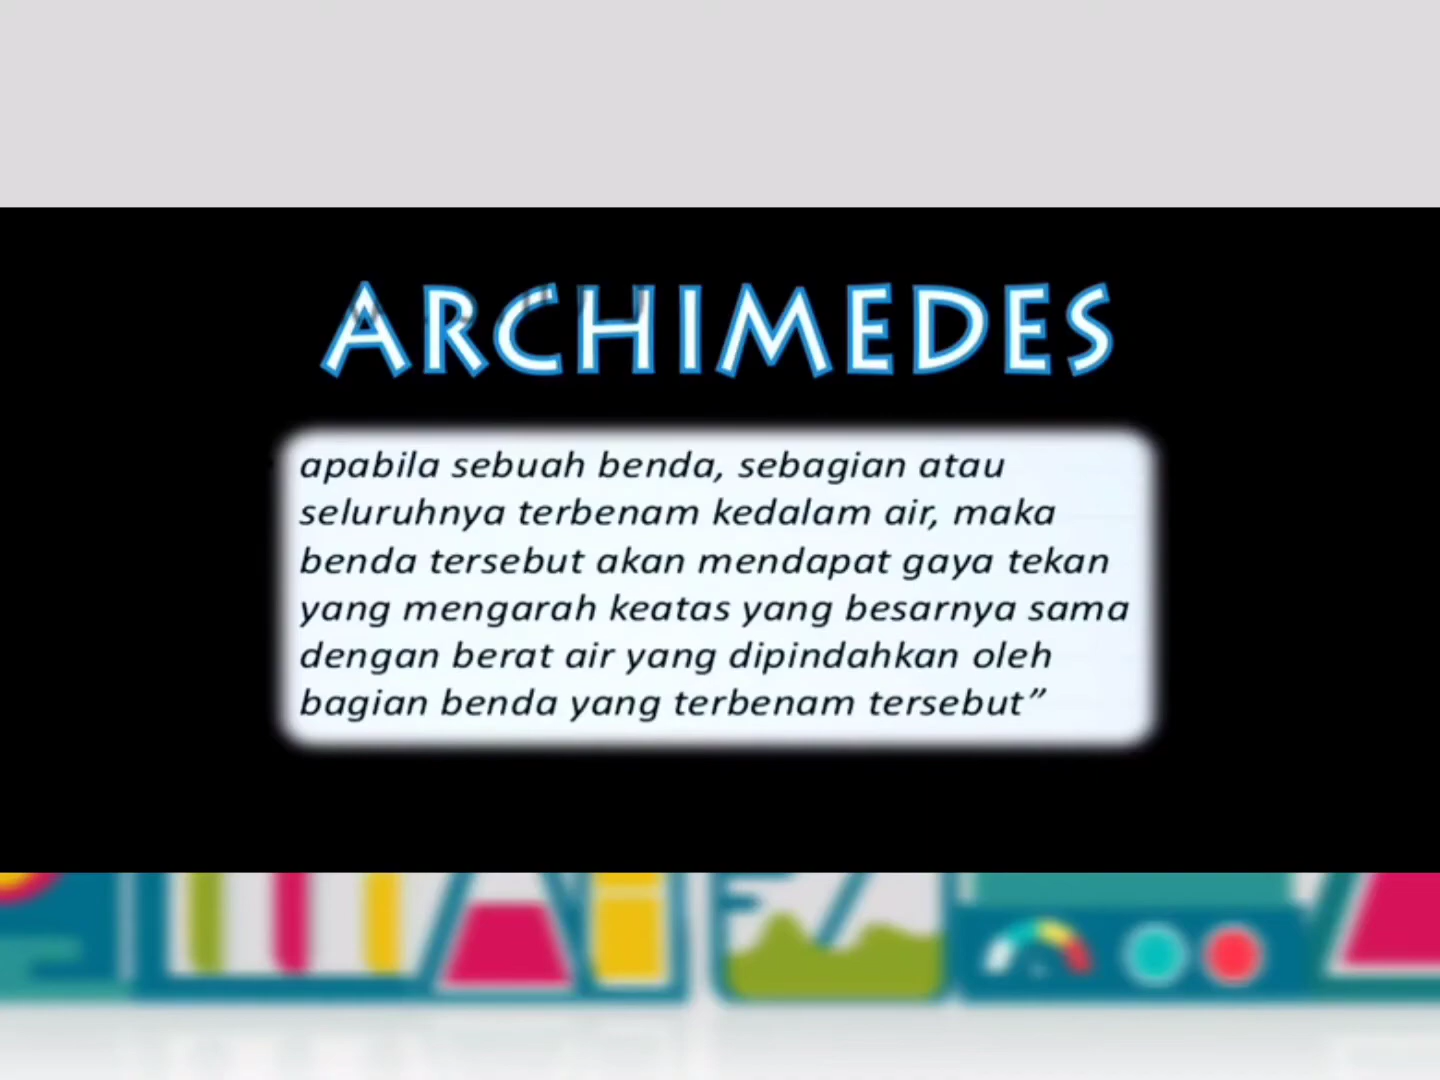 ARCHIMEDES
apabila sebuah benda, sebagian atau
seluruhnya terbenam kedalam air, maka
benda tersebut akan mendapat gaya tekan
yang mengarah keatas yang besarnya sama
dengan berat air yang dipindahkan oleh
bagian benda yang terbenam tersebut”